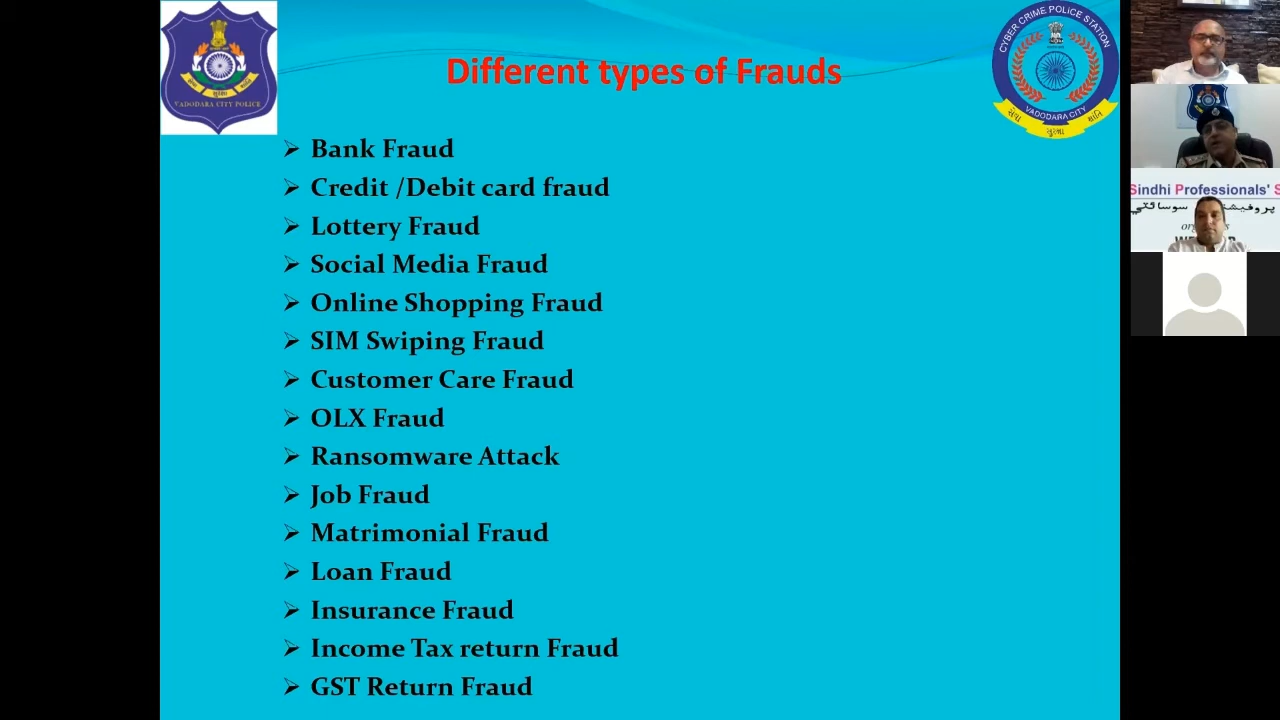 Different types of Frauds
VADODARA CITY POLICE
CYBER CRIME POLICE STATION
VADODARA CITY
સેવા સુરક્ષા શાંતિ
Bank Fraud
Credit /Debit card fraud
Lottery Fraud
Social Media Fraud
Online Shopping Fraud
SIM Swiping Fraud
Customer Care Fraud
OLX Fraud
Ransomware Attack
Job Fraud
Matrimonial Fraud
Loan Fraud
Insurance Fraud
Income Tax return Fraud
GST Return Fraud
Sindhi Professionals' S
سوسائٽي